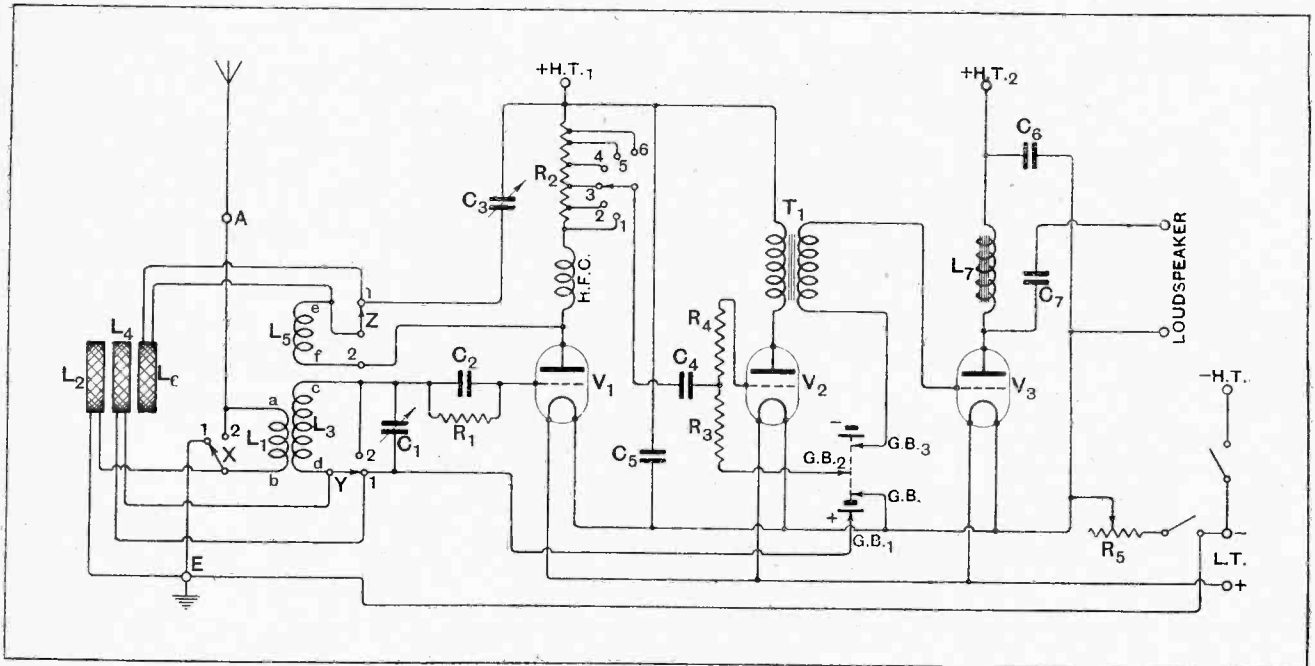 +H.T.1
+H.T.2
C6
6
5
4
R2
3
2
1
A
C3
T1
H.F.C.
L7
C7
LOUDSPEAKER
1
Z
e
L5
f
2
L4
L2
L6
R4
C2
C4
V1
V2
V3
c
a
1
2
L1
L3
X
b
d
2
C1
R1
R3
Y
1
-H.T.
C5
-
G.B.3
G.B.2
G.B.
+
G.B.1
E
R5
-
L.T.
+